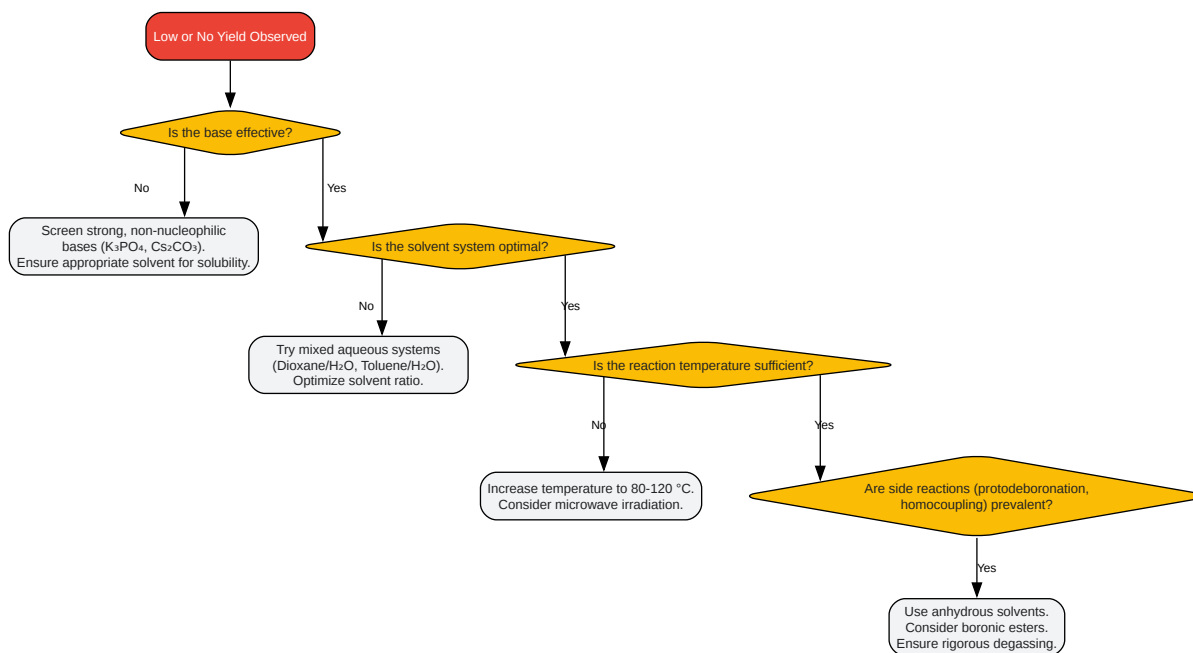 Low or No Yield Observed
Is the base effective?
No
Yes
Screen strong, non-nucleophilic
bases (K₃PO₄, Cs₂CO₃).
Ensure appropriate solvent for solubility.
Is the solvent system optimal?
No
Yes
Try mixed aqueous systems
(Dioxane/H₂O, Toluene/H₂O).
Optimize solvent ratio.
Is the reaction temperature sufficient?
No
Yes
Increase temperature to 80-120 °C.
Consider microwave irradiation.
Are side reactions (protodeboronation,
homocoupling) prevalent?
Yes
Use anhydrous solvents.
Consider boronic esters.
Ensure rigorous degassing.